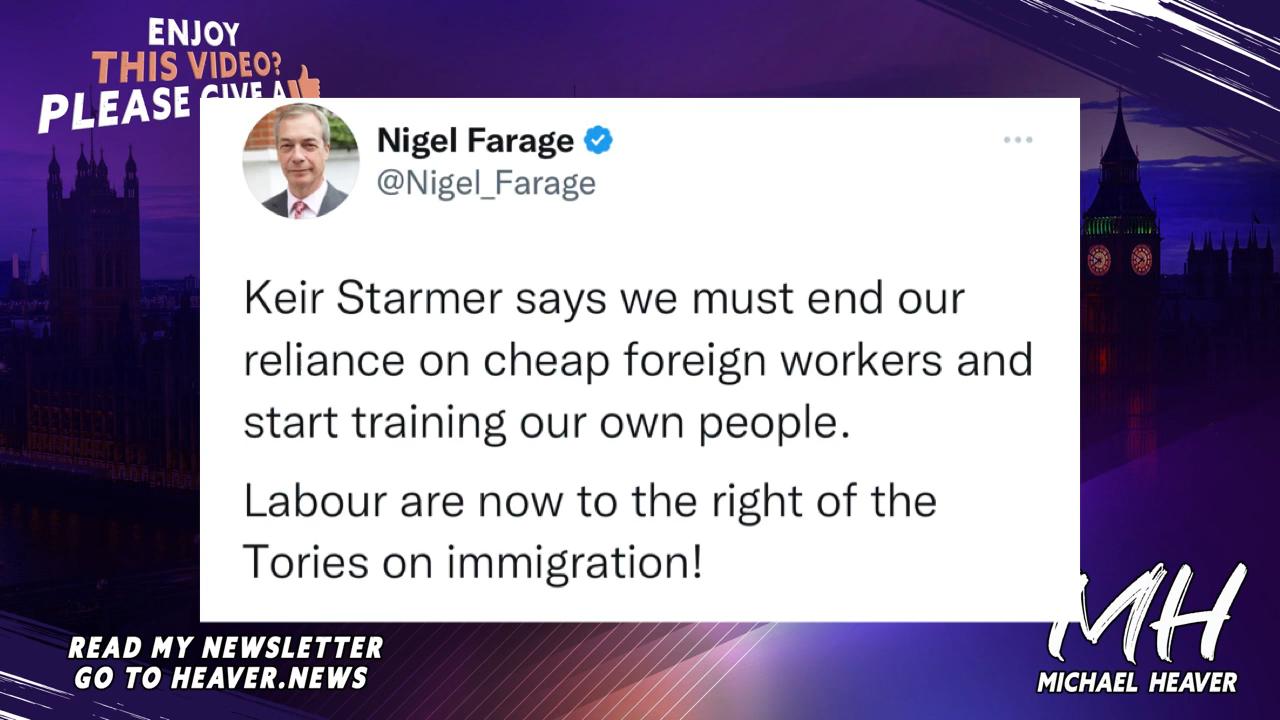 ENJOY
THIS VIDEO?
PLEASE GIVE A
Nigel Farage
@Nigel_Farage
Keir Starmer says we must end our
reliance on cheap foreign workers and
start training our own people.
Labour are now to the right of the
Tories on immigration!
READ MY NEWSLETTER
GO TO HEAVER.NEWS
MH
MICHAEL HEAVER